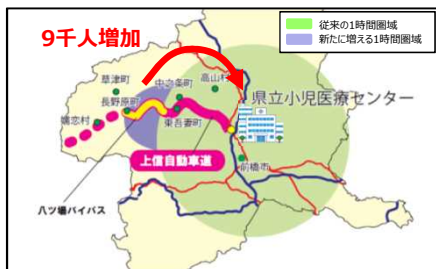 9千人増加
従来の1時間圏域
新たに増える1時間圏域
草津町
中之条町
高山村
長野原町
県立小児医療センター
嬬恋村
東吾妻町
上信自動車道
前橋市
八ッ場バイパス